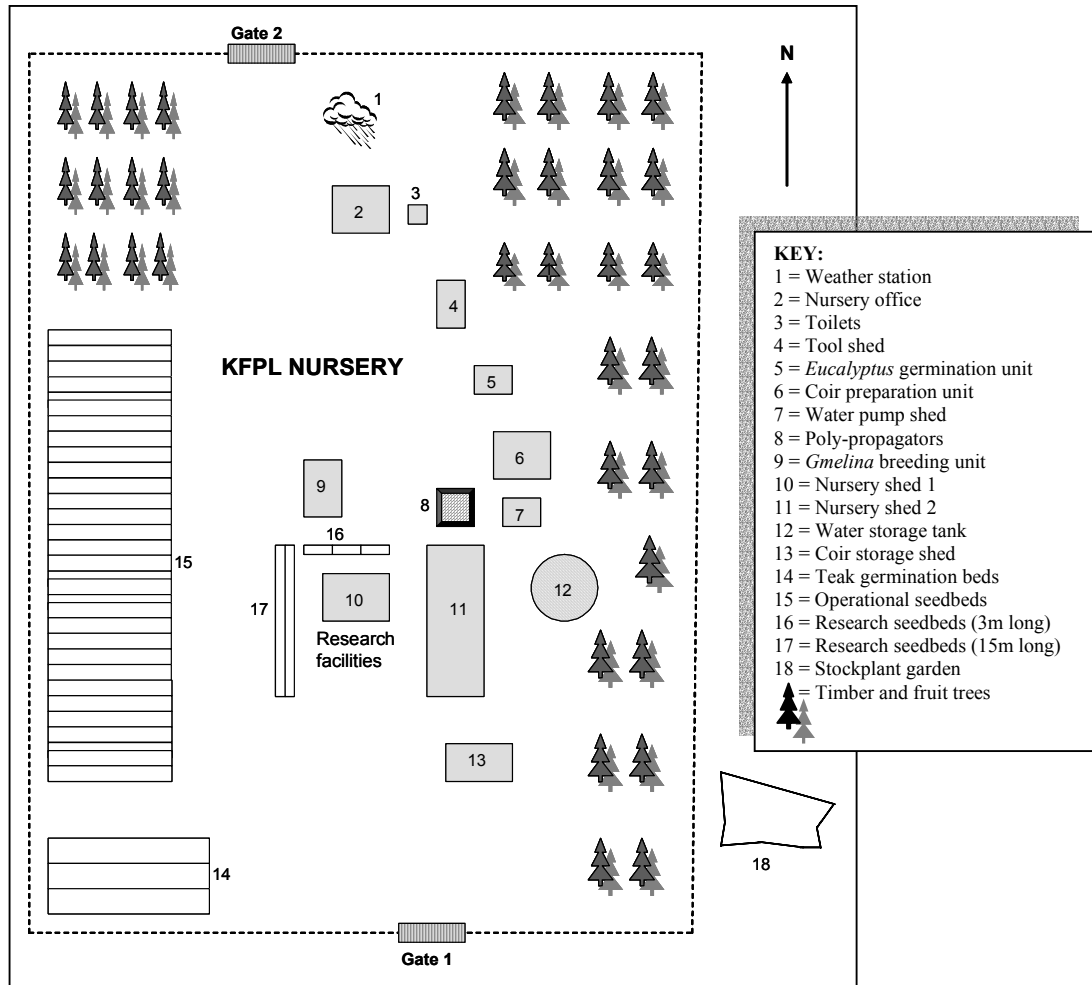 Gate 2
N
1
3
2
4
KFPL NURSERY
5
6
9
8
7
16
15
12
17
10
11
Research
facilities
13
14
18
Gate 1
KEY:
1 = Weather station
2 = Nursery office
3 = Toilets
4 = Tool shed
5 = Eucalyptus germination unit
6 = Coir preparation unit
7 = Water pump shed
8 = Poly-propagators
9 = Gmelina breeding unit
10 = Nursery shed 1
11 = Nursery shed 2
12 = Water storage tank
13 = Coir storage shed
14 = Teak germination beds
15 = Operational seedbeds
16 = Research seedbeds (3m long)
17 = Research seedbeds (15m long)
18 = Stockplant garden
= Timber and fruit trees